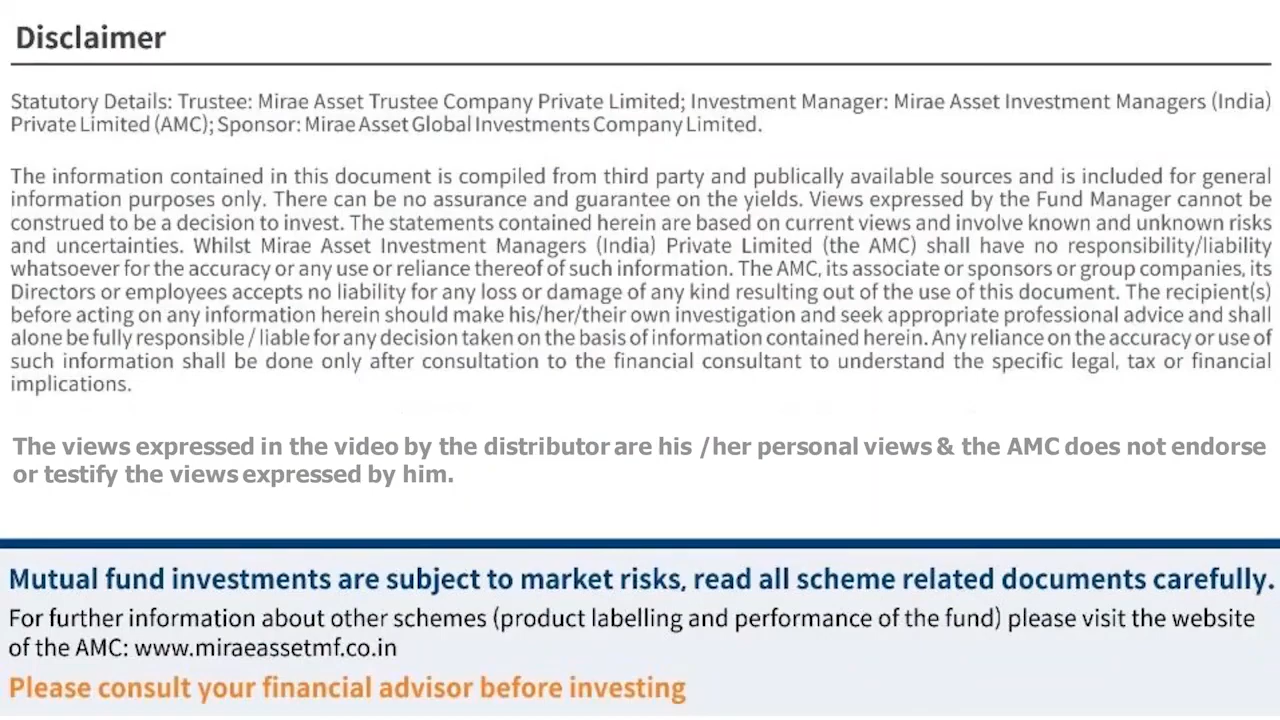 Disclaimer
Statutory Details: Trustee: Mirae Asset Trustee Company Private Limited; Investment Manager: Mirae Asset Investment Managers (India)
Private Limited (AMC); Sponsor: Mirae Asset Global Investments Company Limited.
The information contained in this document is compiled from third party and publically available sources and is included for general
information purposes only. There can be no assurance and guarantee on the yields. Views expressed by the Fund Manager cannot be
construed to be a decision to invest. The statements contained herein are based on current views and involve known and unknown risks
and uncertainties. Whilst Mirae Asset Investment Managers (India) Private Limited (the AMC) shall have no responsibility/liability
whatsoever for the accuracy or any use or reliance thereof of such information. The AMC, its associate or sponsors or group companies, its
Directors or employees accepts no liability for any loss or damage of any kind resulting out of the use of this document. The recipient(s)
before acting on any information herein should make his/her/their own investigation and seek appropriate professional advice and shall
alone be fully responsible / liable for any decision taken on the basis of information contained herein. Any reliance on the accuracy or use of
such information shall be done only after consultation to the financial consultant to understand the specific legal, tax or financial
implications.
The views expressed in the video by the distributor are his /her personal views & the AMC does not endorse
or testify the views expressed by him.
Mutual fund investments are subject to market risks, read all scheme related documents carefully.
For further information about other schemes (product labelling and performance of the fund) please visit the website
of the AMC: www.miraeassetmf.co.in
Please consult your financial advisor before investing